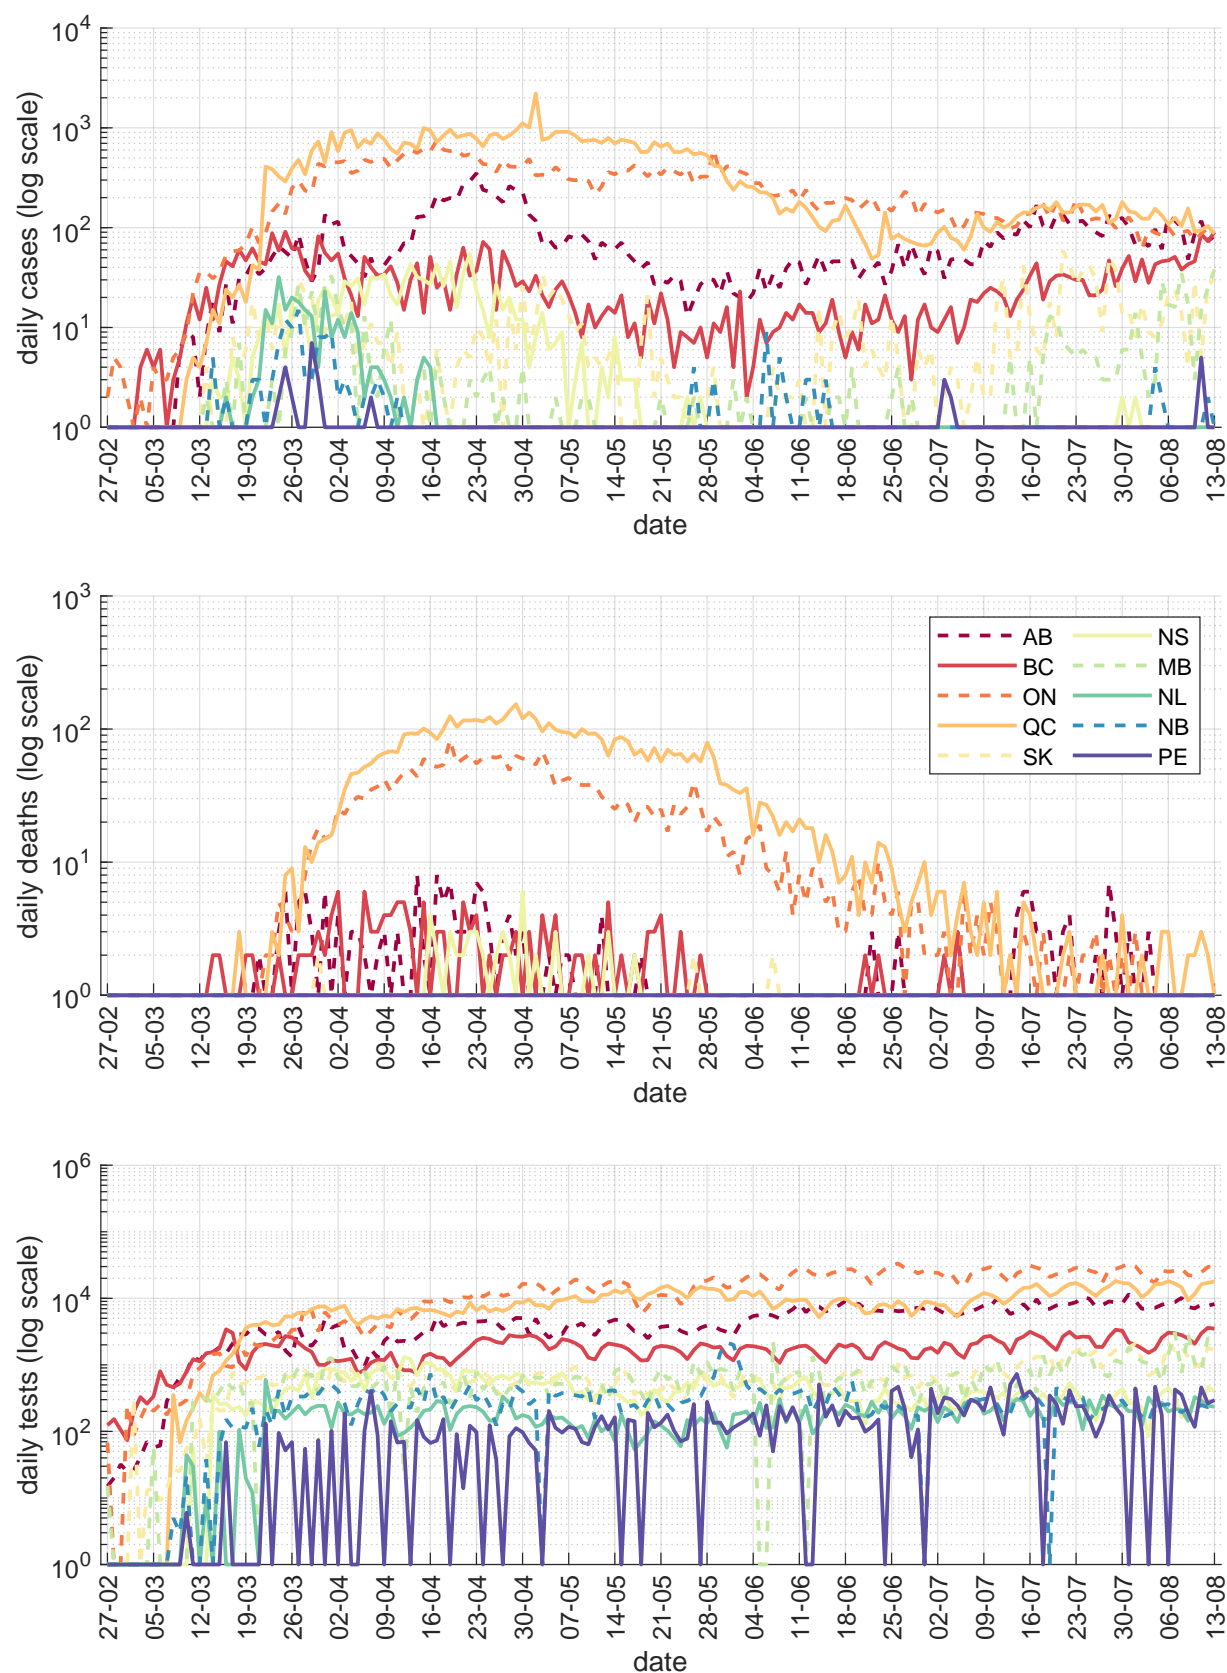 daily cases (log scale)
10^4
10^3
10^2
10^1
10^0
27-02 05-03 12-03 19-03 26-03 02-04 09-04 16-04 23-04 30-04 07-05 14-05 21-05 28-05 04-06 11-06 18-06 25-06 02-07 09-07 16-07 23-07 30-07 06-08 13-08
date
daily deaths (log scale)
10^3
10^2
10^1
10^0
AB NS
BC MB
ON NL
QC NB
SK PE
27-02 05-03 12-03 19-03 26-03 02-04 09-04 16-04 23-04 30-04 07-05 14-05 21-05 28-05 04-06 11-06 18-06 25-06 02-07 09-07 16-07 23-07 30-07 06-08 13-08
date
daily tests (log scale)
10^6
10^4
10^2
10^0
27-02 05-03 12-03 19-03 26-03 02-04 09-04 16-04 23-04 30-04 07-05 14-05 21-05 28-05 04-06 11-06 18-06 25-06 02-07 09-07 16-07 23-07 30-07 06-08 13-08
date